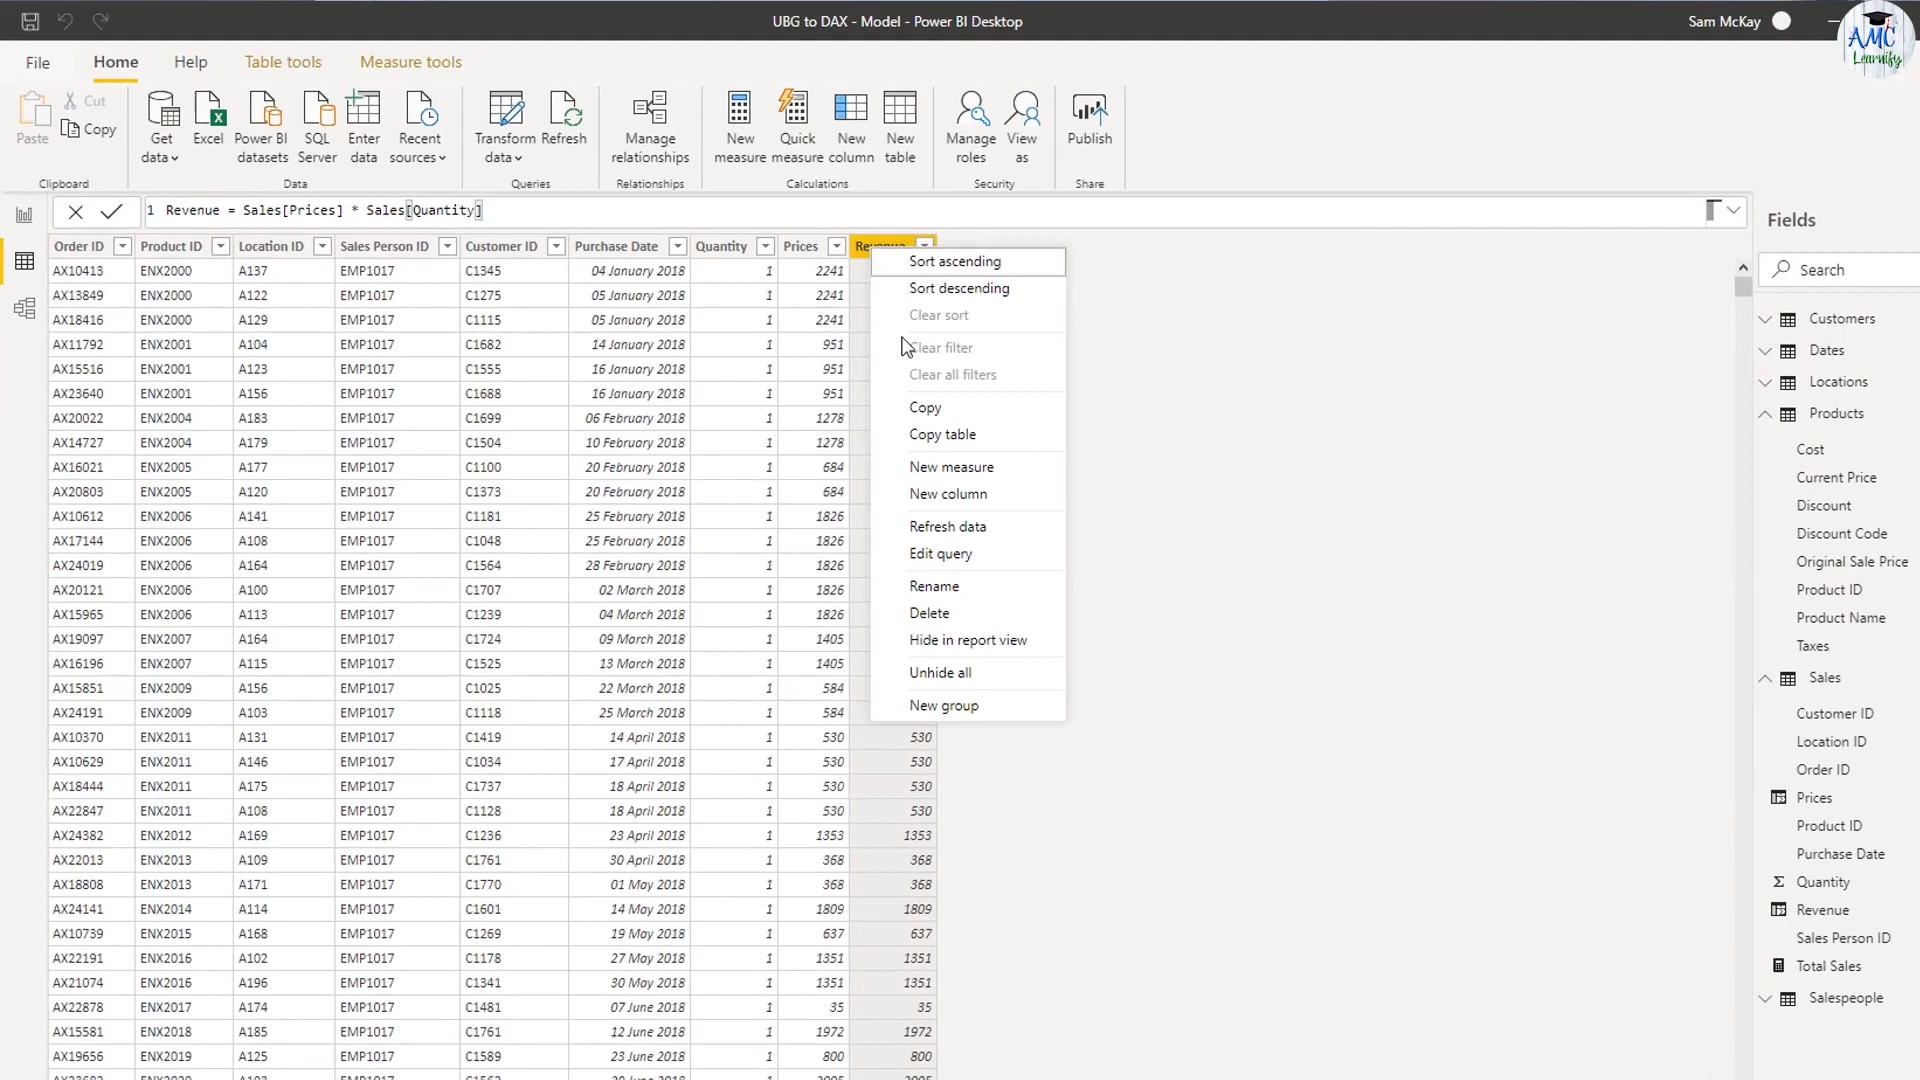 UBG to DAX - Model - Power BI Desktop
Sam McKay
AMC
Learnify
File Home Help Table tools Measure tools
Paste
Cut
Copy
Get data
Excel
Power BI datasets
SQL Server
Enter data
Recent sources
Transform data
Refresh
Manage relationships
New measure
Quick measure
New column
New table
Manage roles
View as
Publish
Clipboard Data Queries Relationships Calculations Security Share
1 Revenue = Sales[Prices] * Sales[Quantity]
Order ID Product ID Location ID Sales Person ID Customer ID Purchase Date Quantity Prices Revenue
AX10413 ENX2000 A137 EMP1017 C1345 04 January 2018 1 2241
AX13849 ENX2000 A122 EMP1017 C1275 05 January 2018 1 2241
AX18416 ENX2000 A129 EMP1017 C1115 05 January 2018 1 2241
AX11792 ENX2001 A104 EMP1017 C1682 14 January 2018 1 951
AX15516 ENX2001 A123 EMP1017 C1555 16 January 2018 1 951
AX23640 ENX2001 A156 EMP1017 C1688 16 January 2018 1 951
AX20022 ENX2004 A183 EMP1017 C1699 06 February 2018 1 1278
AX14727 ENX2004 A179 EMP1017 C1504 10 February 2018 1 1278
AX16021 ENX2005 A177 EMP1017 C1100 20 February 2018 1 684
AX20803 ENX2005 A120 EMP1017 C1373 20 February 2018 1 684
AX10612 ENX2006 A141 EMP1017 C1181 25 February 2018 1 1826
AX17144 ENX2006 A108 EMP1017 C1048 25 February 2018 1 1826
AX24019 ENX2006 A164 EMP1017 C1564 28 February 2018 1 1826
AX20121 ENX2006 A100 EMP1017 C1707 02 March 2018 1 1826
AX15965 ENX2006 A113 EMP1017 C1239 04 March 2018 1 1826
AX19097 ENX2007 A164 EMP1017 C1724 09 March 2018 1 1405
AX16196 ENX2007 A115 EMP1017 C1525 13 March 2018 1 1405
AX15851 ENX2009 A156 EMP1017 C1025 22 March 2018 1 584
AX24191 ENX2009 A103 EMP1017 C1118 25 March 2018 1 584
AX10370 ENX2011 A131 EMP1017 C1419 14 April 2018 1 530 530
AX10629 ENX2011 A146 EMP1017 C1034 17 April 2018 1 530 530
AX18444 ENX2011 A175 EMP1017 C1737 18 April 2018 1 530 530
AX22847 ENX2011 A108 EMP1017 C1128 18 April 2018 1 530 530
AX24382 ENX2012 A169 EMP1017 C1236 23 April 2018 1 1353 1353
AX22013 ENX2013 A109 EMP1017 C1761 30 April 2018 1 368 368
AX18808 ENX2013 A171 EMP1017 C1770 01 May 2018 1 368 368
AX24141 ENX2014 A114 EMP1017 C1601 14 May 2018 1 1809 1809
AX10739 ENX2015 A168 EMP1017 C1269 19 May 2018 1 637 637
AX22191 ENX2016 A102 EMP1017 C1178 27 May 2018 1 1351 1351
AX21074 ENX2016 A196 EMP1017 C1341 30 May 2018 1 1351 1351
AX22878 ENX2017 A174 EMP1017 C1481 07 June 2018 1 35 35
AX15581 ENX2018 A185 EMP1017 C1761 12 June 2018 1 1972 1972
AX19656 ENX2019 A125 EMP1017 C1589 23 June 2018 1 800 800
Sort ascending
Sort descending
Clear sort
Clear filter
Clear all filters
Copy
Copy table
New measure
New column
Refresh data
Edit query
Rename
Delete
Hide in report view
Unhide all
New group
Fields
Search
Customers
Dates
Locations
Products
Cost
Current Price
Discount
Discount Code
Original Sale Price
Product ID
Product Name
Taxes
Sales
Customer ID
Location ID
Order ID
Prices
Product ID
Purchase Date
Quantity
Revenue
Sales Person ID
Total Sales
Salespeople